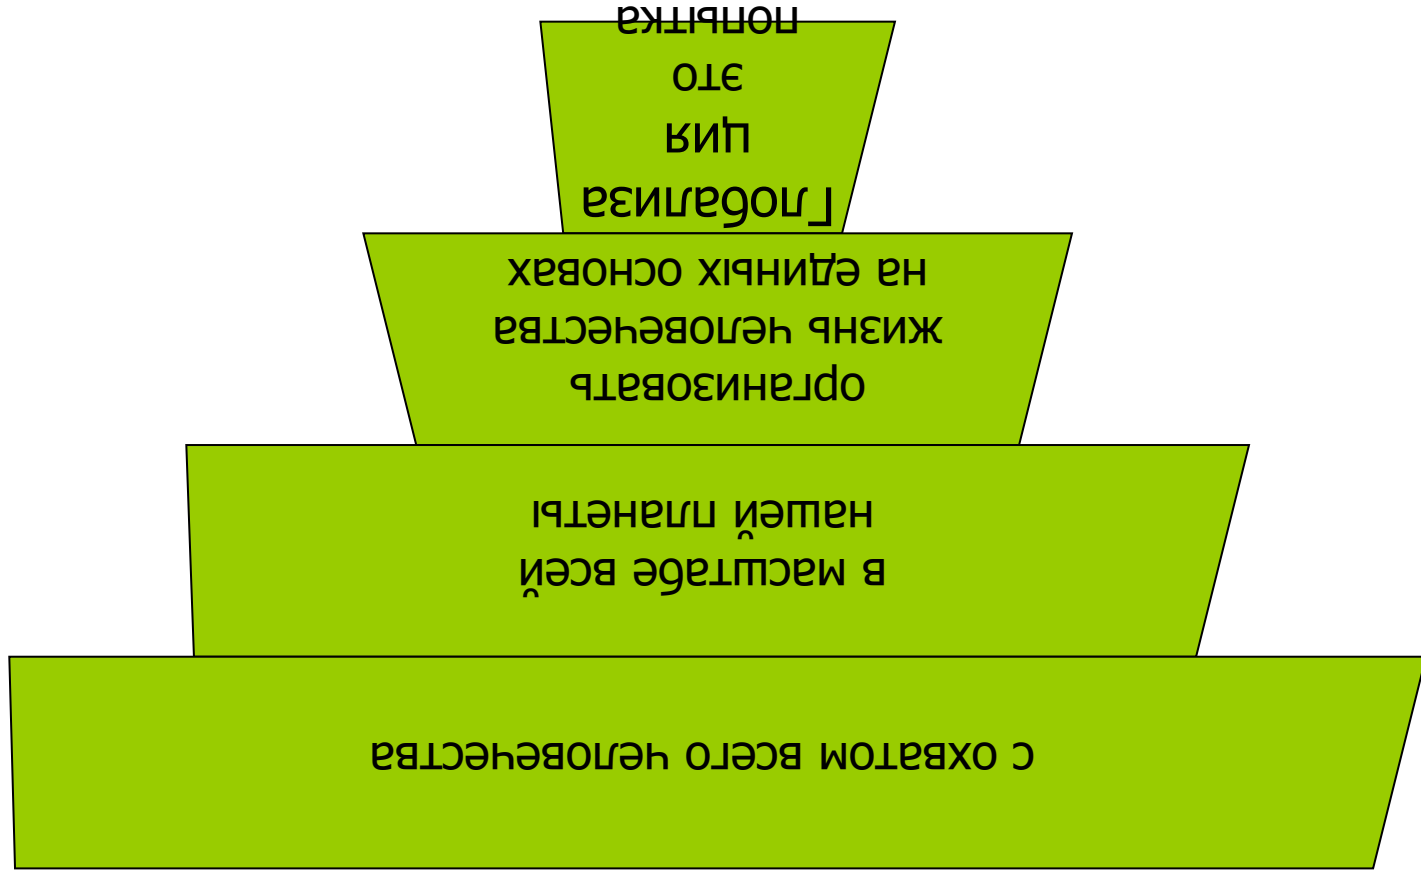 Глобализа
ция
это
попытка
организовать
жизнь человечества
на единых основах
в масштабе всей
нашей планеты
с охватом всего человечества